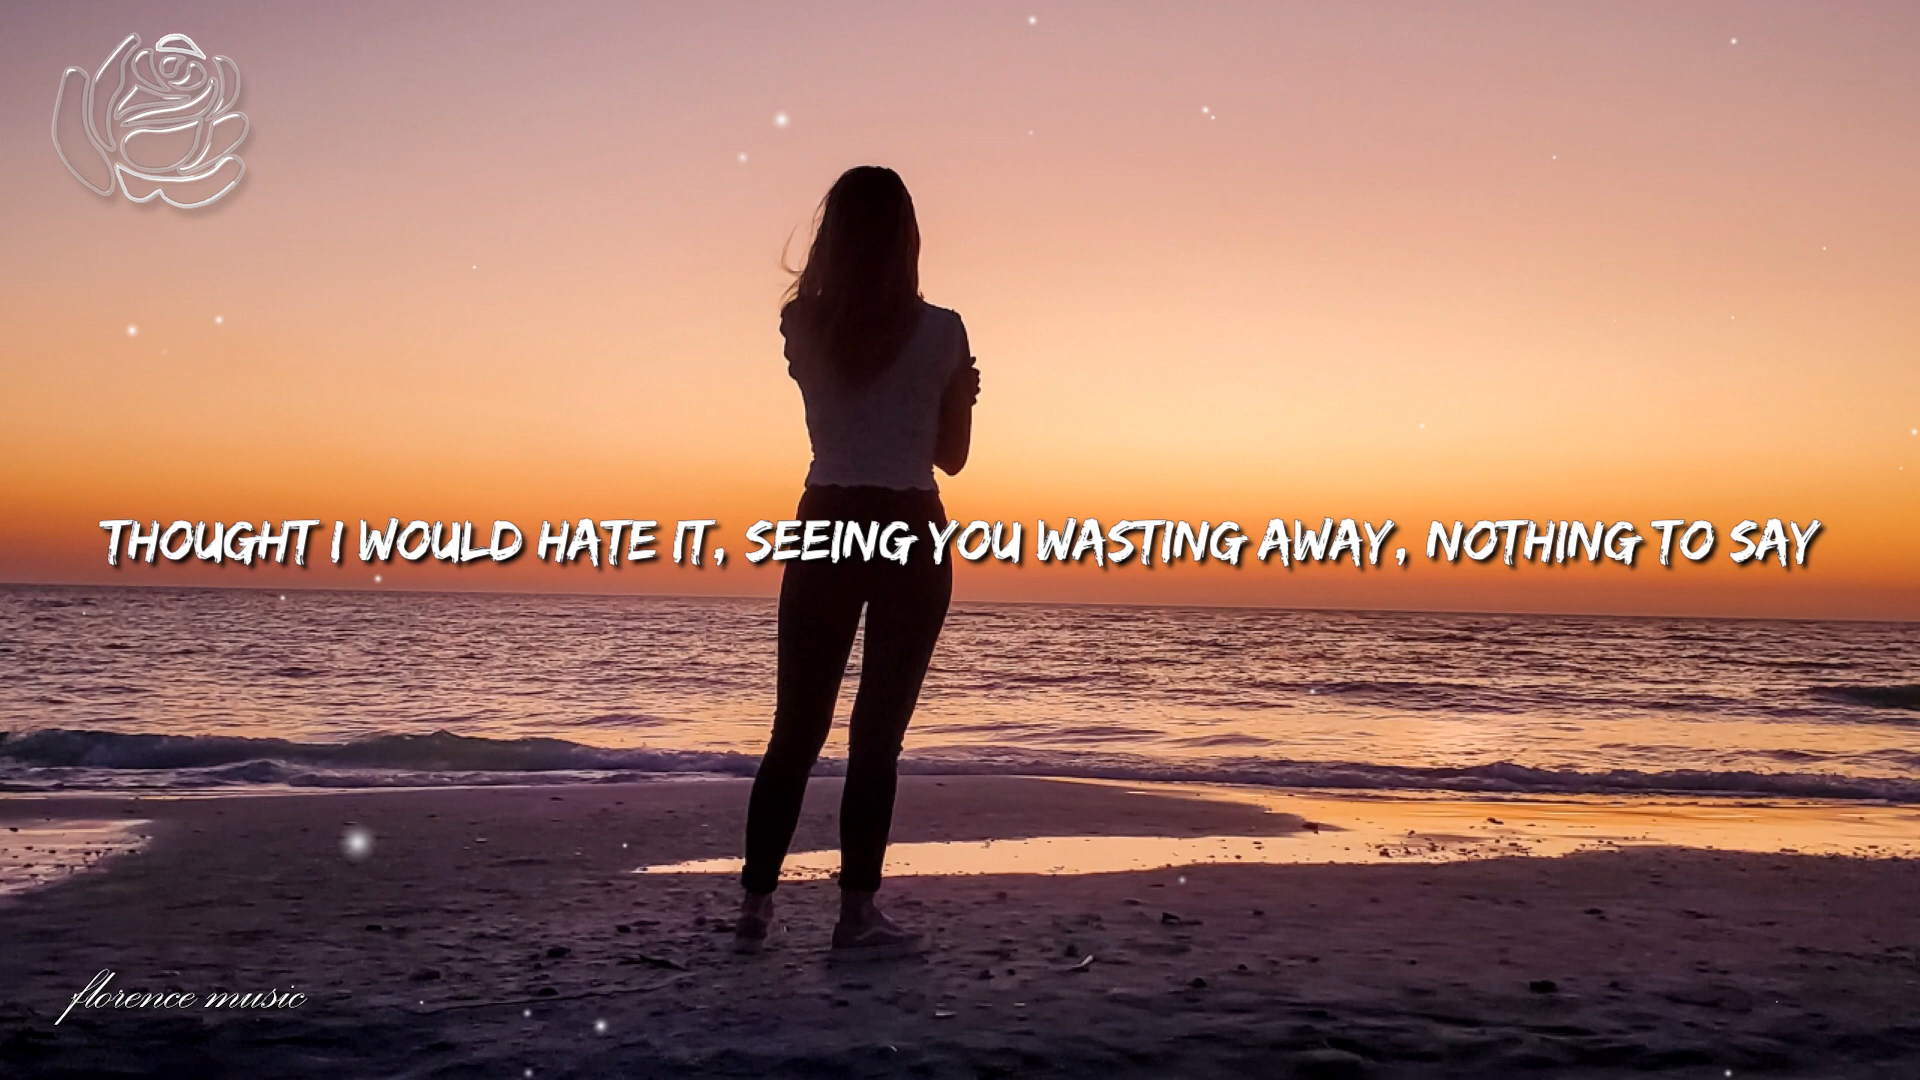 THOUGHT I WOULD HATE IT, SEEING YOU WASTING AWAY, NOTHING TO SAY
florence music